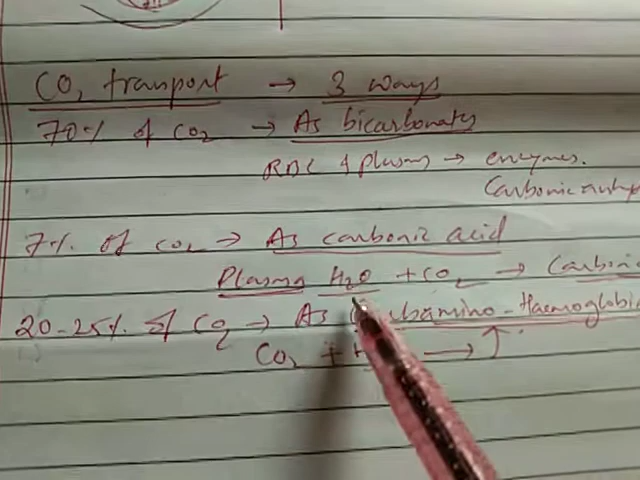 CO2 transport → 3 ways
70% of CO2 → As bicarbonate
RBC & plasma → enzymes.
Carbonic anhyd
7% of CO2 → As carbonic acid
Plasma H2O + CO2 → Carbonic
20-25% of CO2 → As Carbamino-Haemoglobi
CO2 + H → ↑